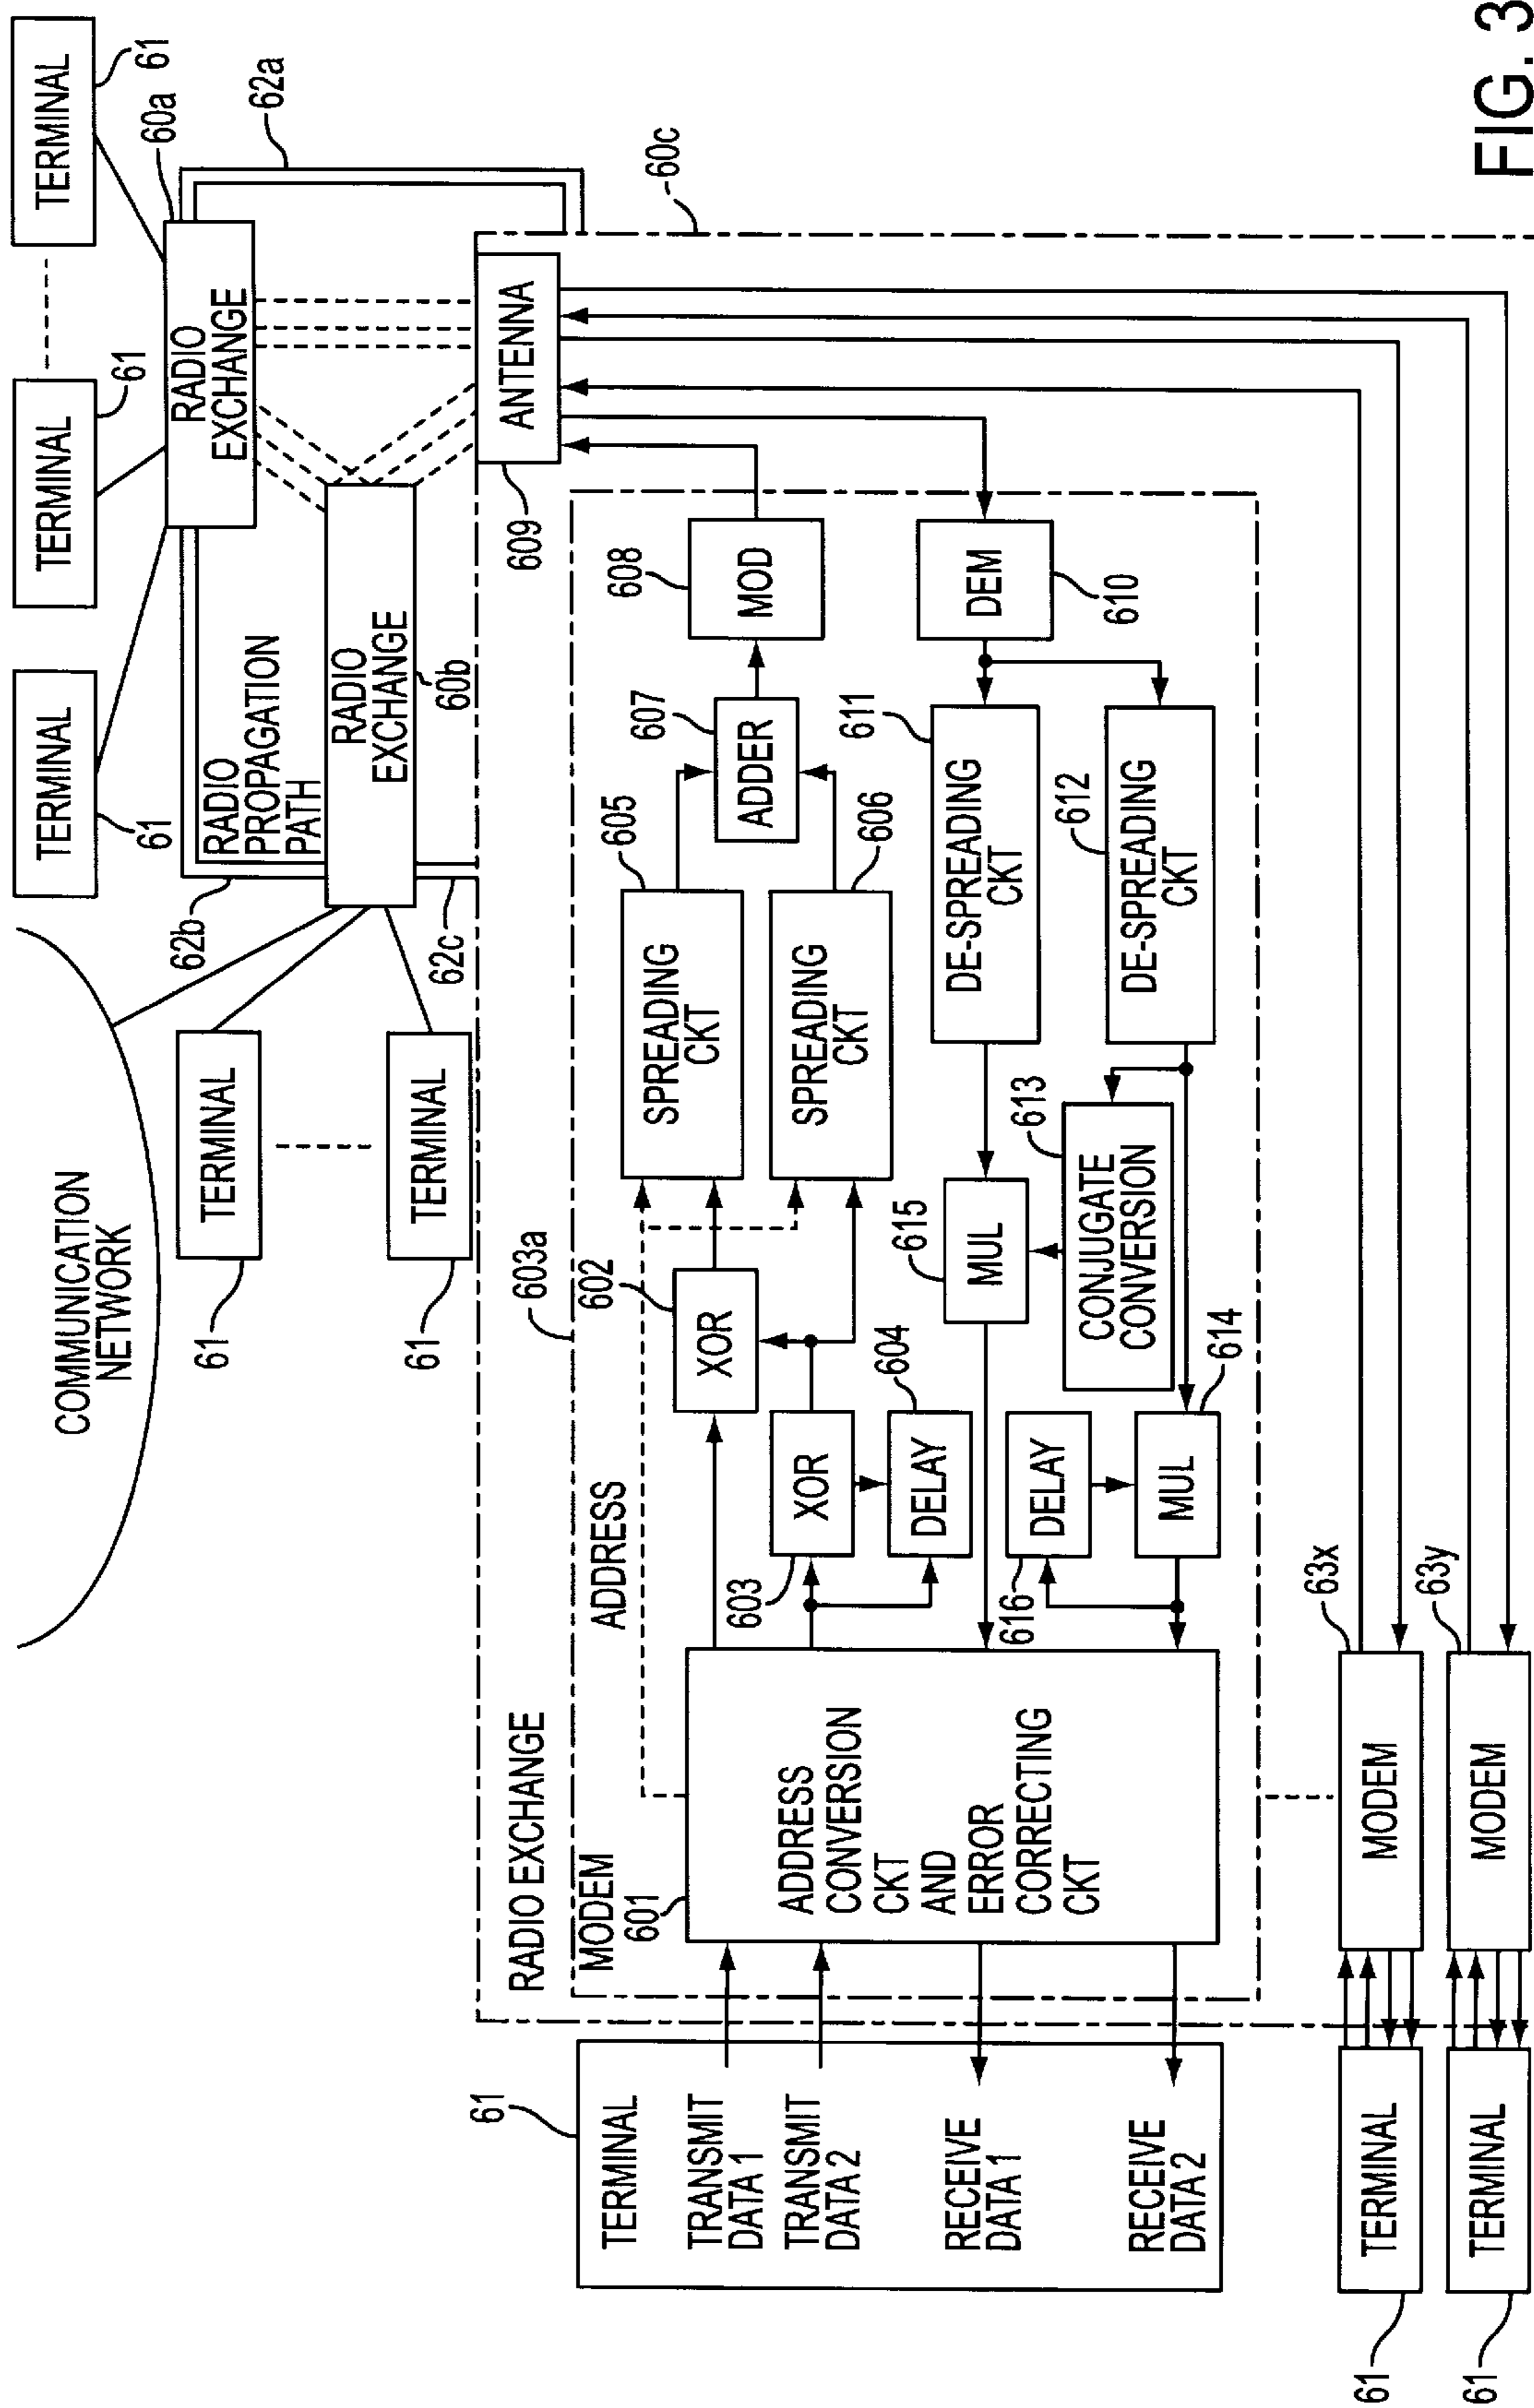 COMMUNICATION
NETWORK
TERMINAL
61
TERMINAL
61
TERMINAL
61
TERMINAL
61
TERMINAL
61
RADIO
EXCHANGE
60a
62a
62b
RADIO
PROPAGATION
PATH
RADIO
EXCHANGE
60b
62c
60c
RADIO EXCHANGE
ANTENNA
609
603a
MODEM
601
ADDRESS
CONVERSION
CKT AND
ERROR
CORRECTING
CKT
ADDRESS
XOR
602
XOR
603
DELAY
604
SPREADING
CKT
605
SPREADING
CKT
606
ADDER
607
MOD
608
DEM
610
DE-SPREADING
CKT
611
DE-SPREADING
CKT
612
CONJUGATE
CONVERSION
613
MUL
614
MUL
615
DELAY
616
61
TERMINAL
TRANSMIT
DATA 1
TRANSMIT
DATA 2
RECEIVE
DATA 1
RECEIVE
DATA 2
TERMINAL
61
MODEM
63x
TERMINAL
61
MODEM
63y
FIG. 3